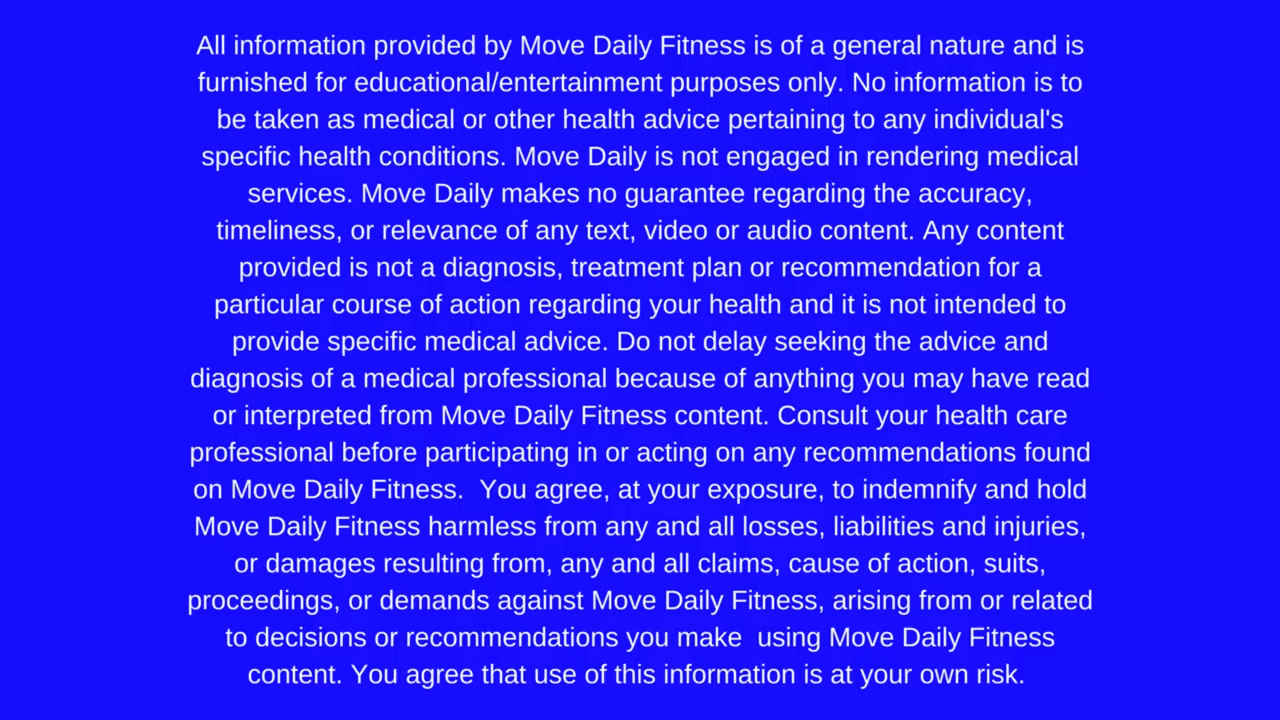 All information provided by Move Daily Fitness is of a general nature and is
furnished for educational/entertainment purposes only. No information is to
be taken as medical or other health advice pertaining to any individual's
specific health conditions. Move Daily is not engaged in rendering medical
services. Move Daily makes no guarantee regarding the accuracy,
timeliness, or relevance of any text, video or audio content. Any content
provided is not a diagnosis, treatment plan or recommendation for a
particular course of action regarding your health and it is not intended to
provide specific medical advice. Do not delay seeking the advice and
diagnosis of a medical professional because of anything you may have read
or interpreted from Move Daily Fitness content. Consult your health care
professional before participating in or acting on any recommendations found
on Move Daily Fitness.  You agree, at your exposure, to indemnify and hold
Move Daily Fitness harmless from any and all losses, liabilities and injuries,
or damages resulting from, any and all claims, cause of action, suits,
proceedings, or demands against Move Daily Fitness, arising from or related
to decisions or recommendations you make  using Move Daily Fitness
content. You agree that use of this information is at your own risk.